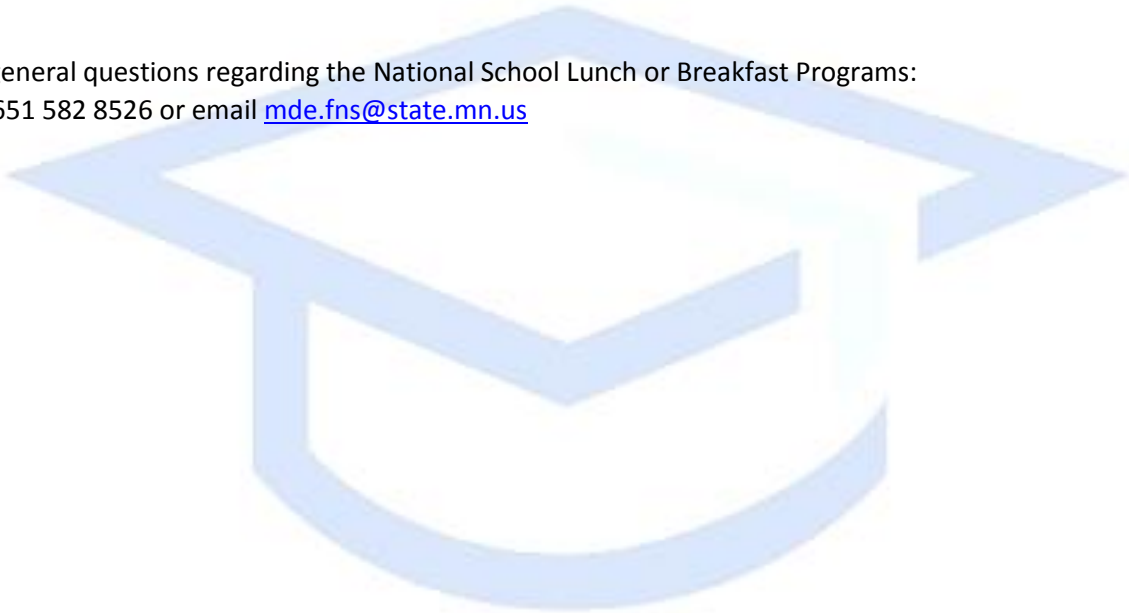 eneral questions regarding the National School Lunch or Breakfast Programs:
651 582 8526 or email mde.fns@state.mn.us